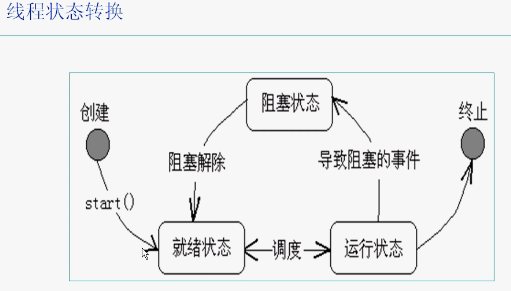 线程状态转换
创建
阻塞状态
终止
阻塞解除
导致阻塞的事件
start()
就绪状态
调度
运行状态